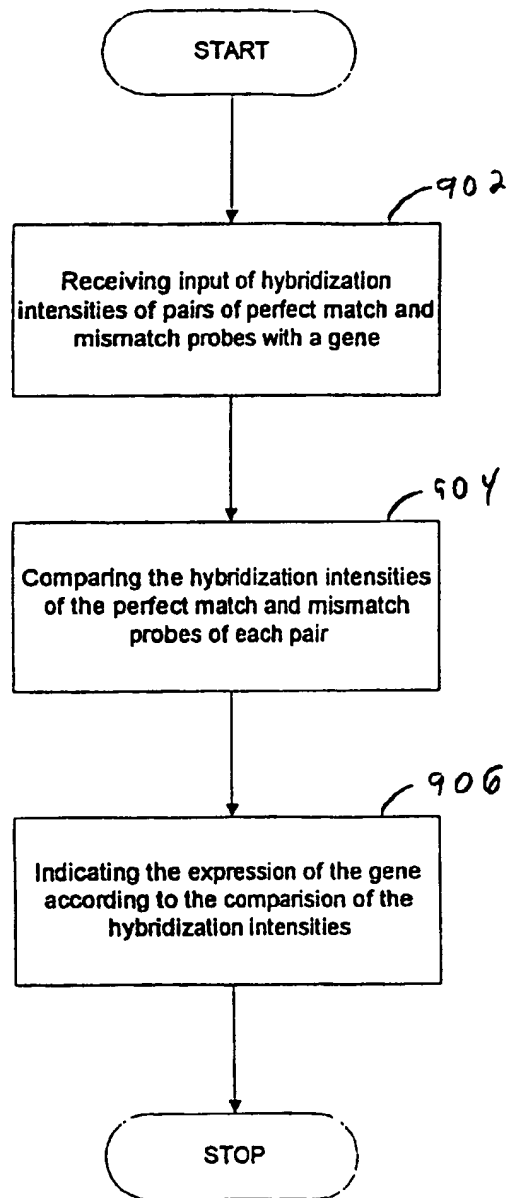 START
902
Receiving input of hybridization
intensities of pairs of perfect match and
mismatch probes with a gene
904
Comparing the hybridization intensities
of the perfect match and mismatch
probes of each pair
906
Indicating the expression of the gene
according to the comparision of the
hybridization intensities
STOP